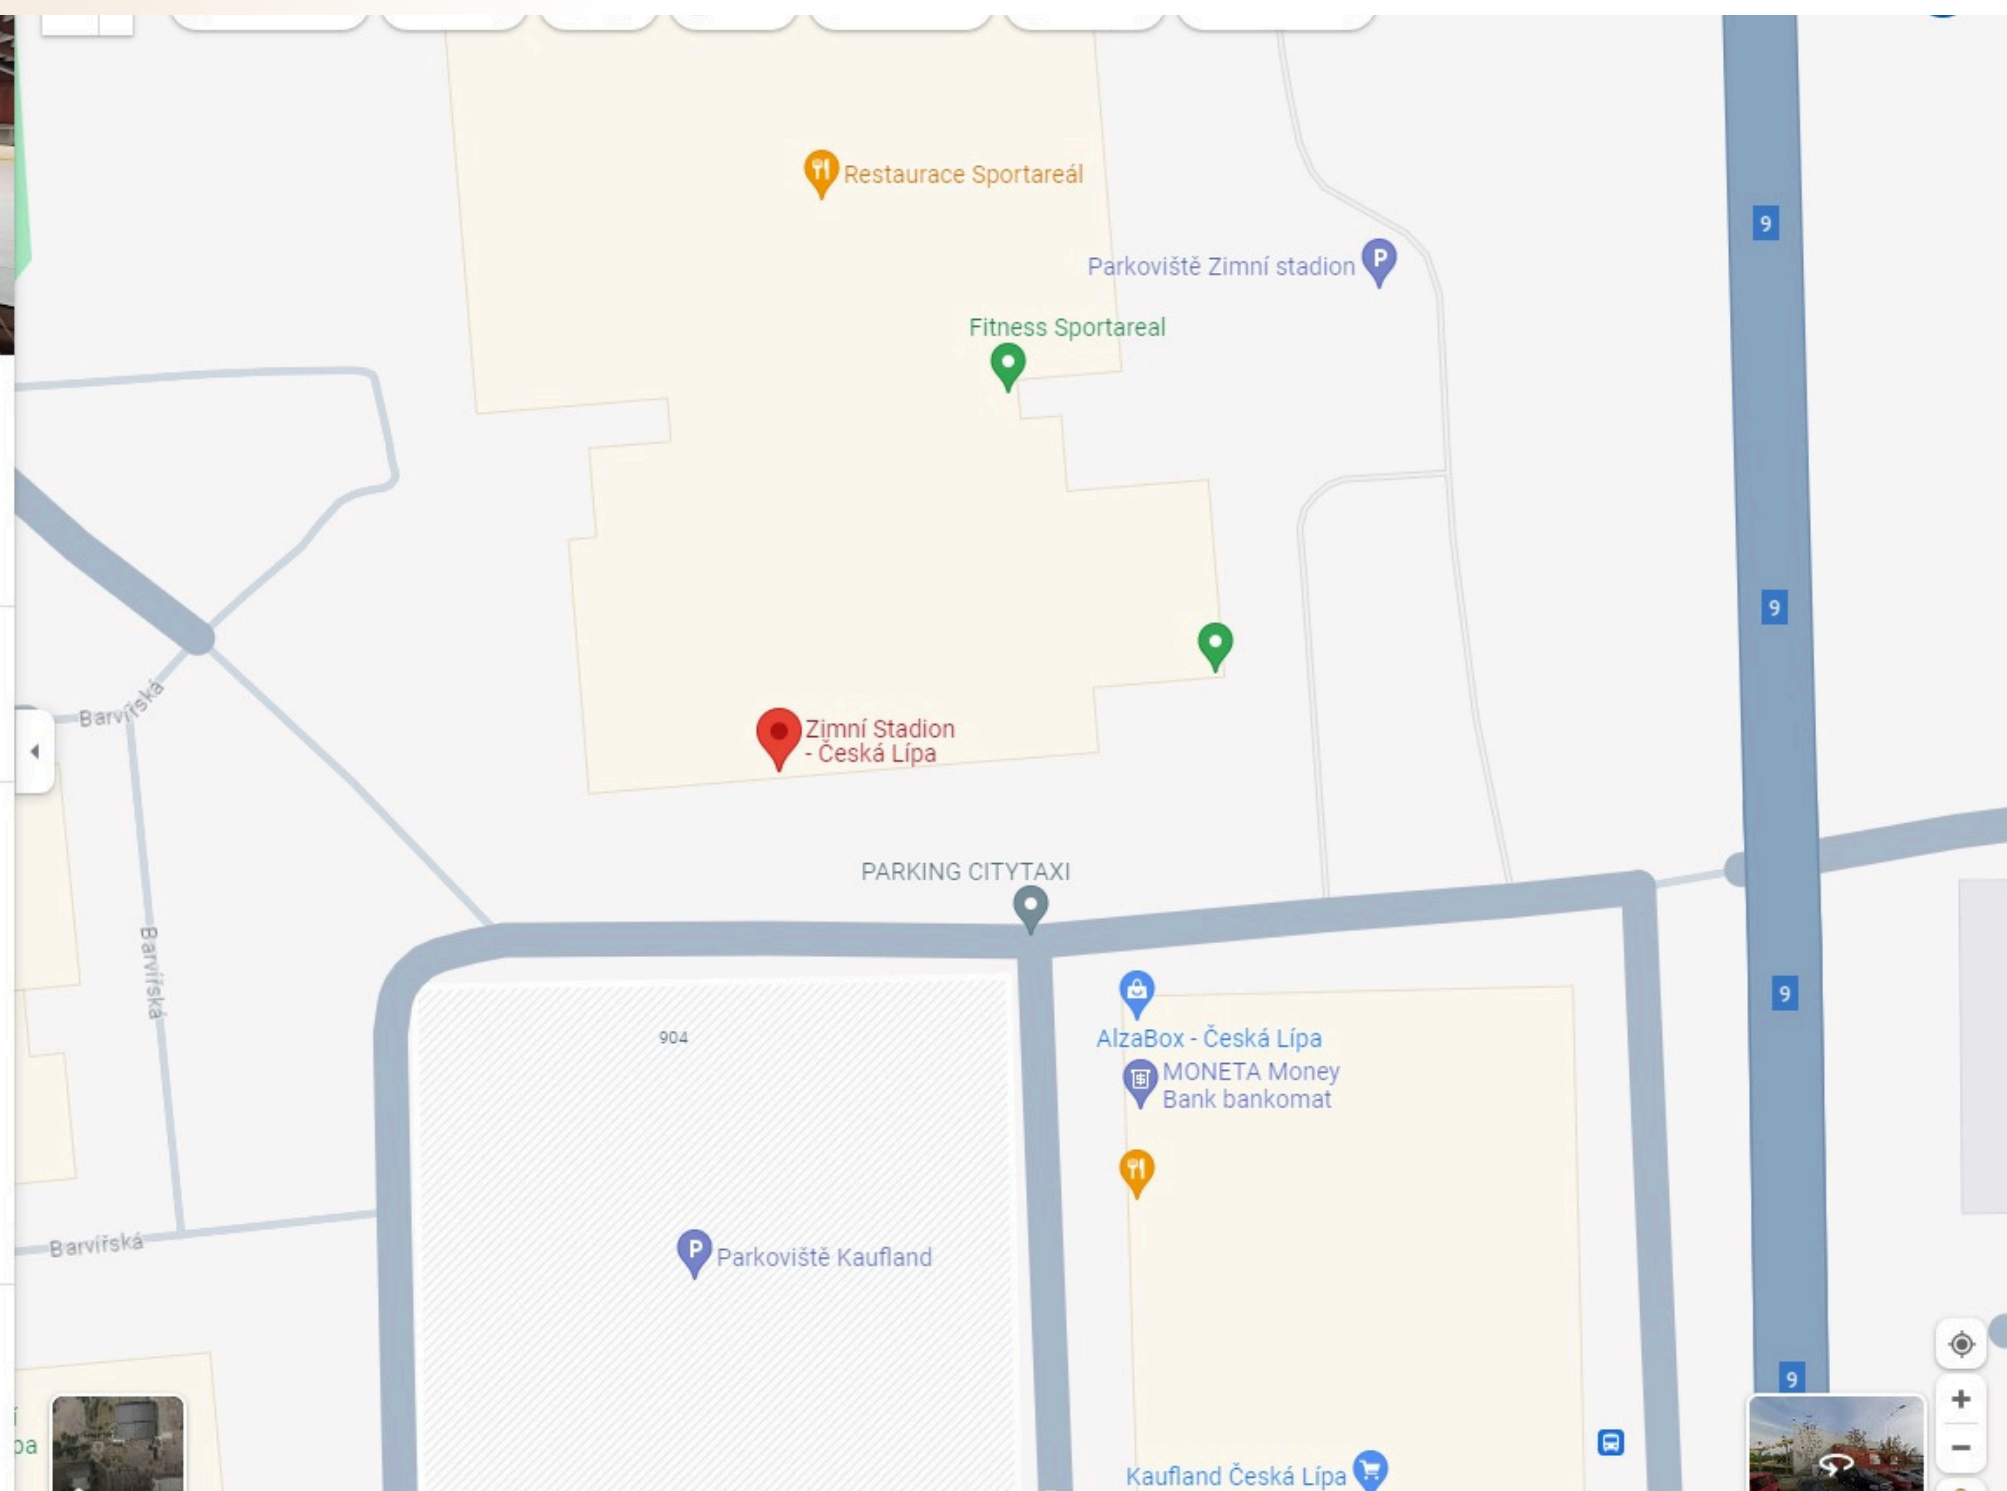 Restaurace Sportareál
9
Parkoviště Zimní stadion
P
Fitness Sportareal
9
Barvířská
Zimní Stadion
- Česká Lípa
PARKING CITYTAXI
Barvířská
9
904
AlzaBox - Česká Lípa
MONETA Money
Bank bankomat
P
Parkoviště Kaufland
Barvířská
9
Kaufland Česká Lípa